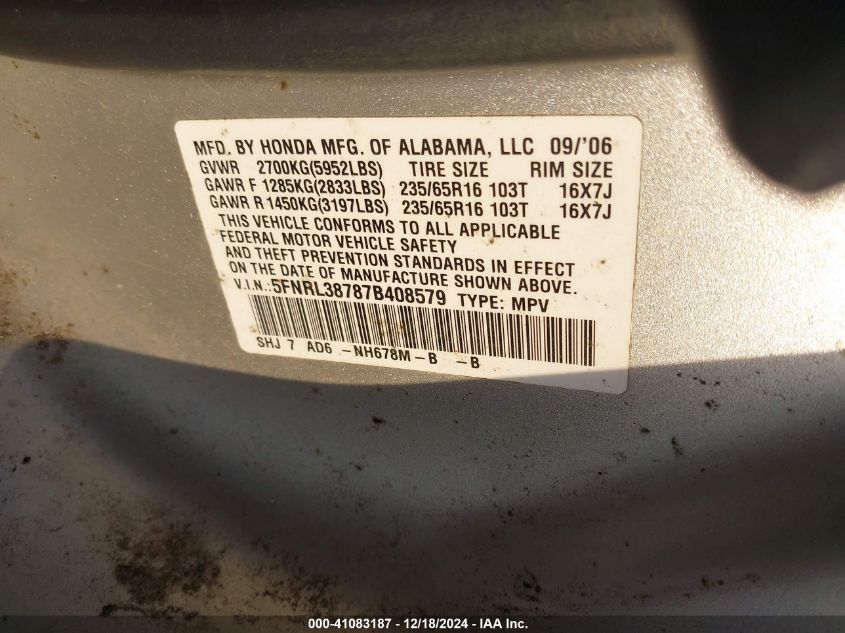 MFD. BY HONDA MFG. OF ALABAMA, LLC 09/'06
GVWR 2700KG(5952LBS) TIRE SIZE RIM SIZE
GAWR F 1285KG(2833LBS) 235/65R16 103T 16X7J
GAWR R 1450KG(3197LBS) 235/65R16 103T 16X7J
THIS VEHICLE CONFORMS TO ALL APPLICABLE
FEDERAL MOTOR VEHICLE SAFETY
AND THEFT PREVENTION STANDARDS IN EFFECT
ON THE DATE OF MANUFACTURE SHOWN ABOVE.
V.I.N.: 5FNRL38787B408579 TYPE: MPV
SHJ 7 AD6 -NH678M-B -B
000-41083187 - 12/18/2024 - IAA Inc.